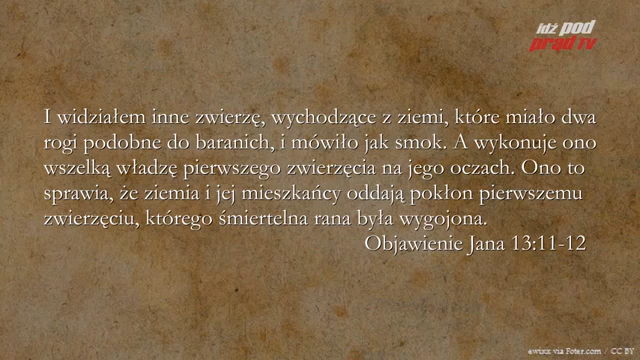 idź pod
prąd TV
I widziałem inne zwierzę, wychodzące z ziemi, które miało dwa
rogi podobne do baranich, i mówiło jak smok. A wykonuje ono
wszelką władzę pierwszego zwierzęcia na jego oczach. Ono to
sprawia, że ziemia i jej mieszkańcy oddają pokłon pierwszemu
zwierzęciu, którego śmiertelna rana była wygojona.
Objawienie Jana 13:11-12
ewixx via Foter.com / CC BY